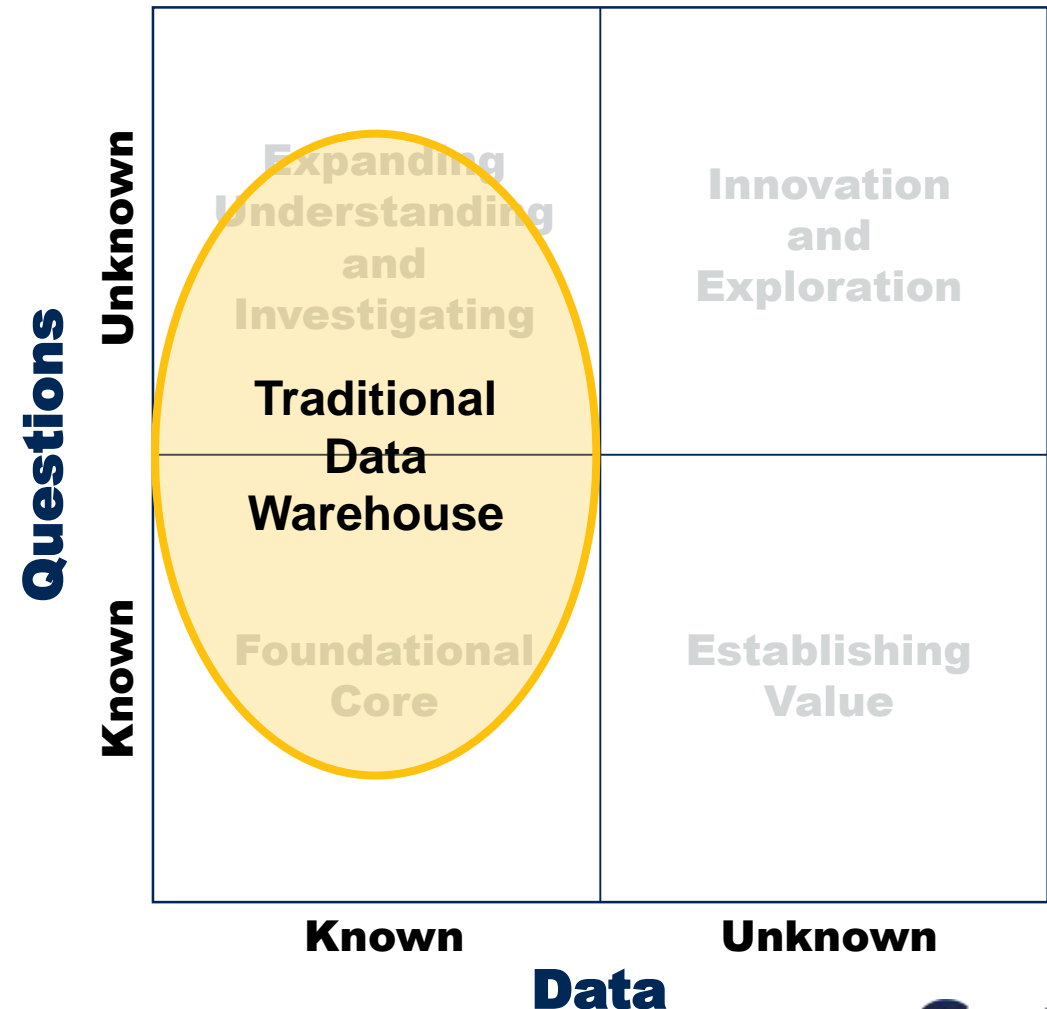 Questions
Unknown
Known
Expanding
Understanding
and
Investigating
Innovation
and
Exploration
Traditional
Data
Warehouse
Foundational
Core
Establishing
Value
Known
Unknown
Data